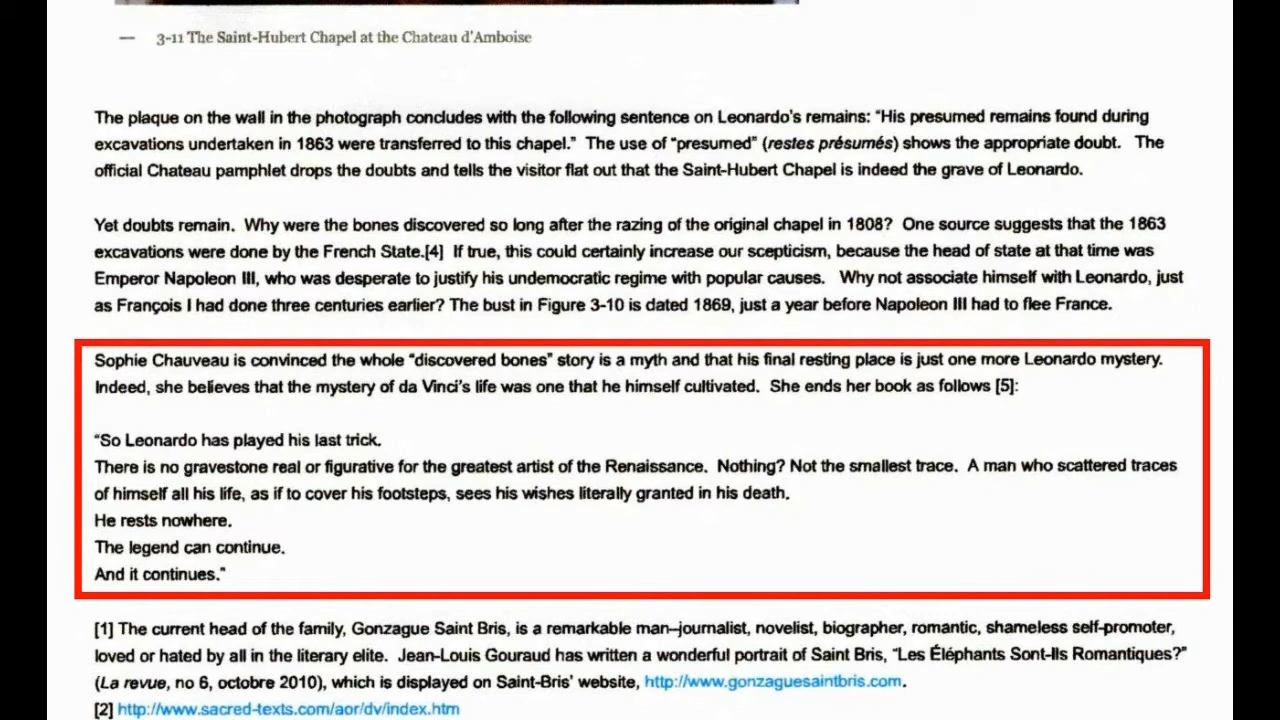 — 3-11 The Saint-Hubert Chapel at the Chateau d'Amboise
The plaque on the wall in the photograph concludes with the following sentence on Leonardo's remains: "His presumed remains found during
excavations undertaken in 1863 were transferred to this chapel." The use of "presumed" (restes présumés) shows the appropriate doubt. The
official Chateau pamphlet drops the doubts and tells the visitor flat out that the Saint-Hubert Chapel is indeed the grave of Leonardo.
Yet doubts remain. Why were the bones discovered so long after the razing of the original chapel in 1808? One source suggests that the 1863
excavations were done by the French State.[4] If true, this could certainly increase our scepticism, because the head of state at that time was
Emperor Napoleon III, who was desperate to justify his undemocratic regime with popular causes. Why not associate himself with Leonardo, just
as François I had done three centuries earlier? The bust in Figure 3-10 is dated 1869, just a year before Napoleon III had to flee France.
Sophie Chauveau is convinced the whole "discovered bones" story is a myth and that his final resting place is just one more Leonardo mystery.
Indeed, she believes that the mystery of da Vinci's life was one that he himself cultivated. She ends her book as follows [5]:
"So Leonardo has played his last trick.
There is no gravestone real or figurative for the greatest artist of the Renaissance. Nothing? Not the smallest trace. A man who scattered traces
of himself all his life, as if to cover his footsteps, sees his wishes literally granted in his death.
He rests nowhere.
The legend can continue.
And it continues."
[1] The current head of the family, Gonzague Saint Bris, is a remarkable man–journalist, novelist, biographer, romantic, shameless self-promoter,
loved or hated by all in the literary elite. Jean-Louis Gouraud has written a wonderful portrait of Saint Bris, "Les Éléphants Sont-Ils Romantiques?"
(La revue, no 6, octobre 2010), which is displayed on Saint-Bris' website, http://www.gonzaguesaintbris.com.
[2] http://www.sacred-texts.com/aor/dv/index.htm